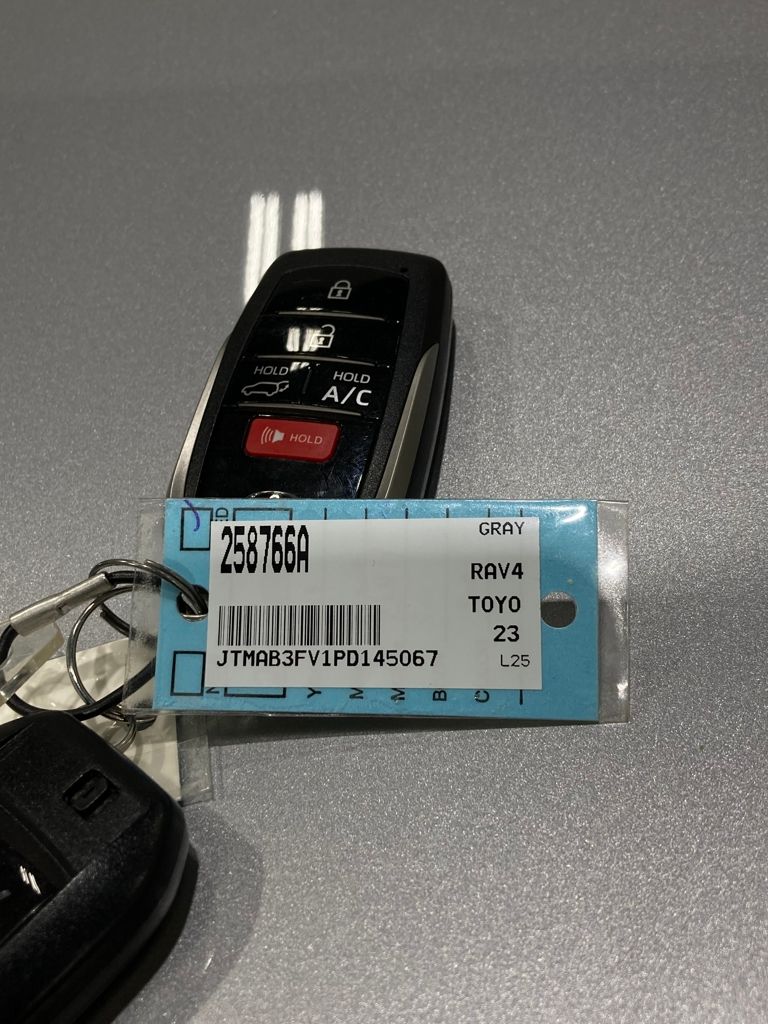 HOLD
HOLD
A/C
HOLD
258766A
GRAY
RAV4
TOYO
23
JTMAB3FV1PD145067
L25
Y
M
M
B